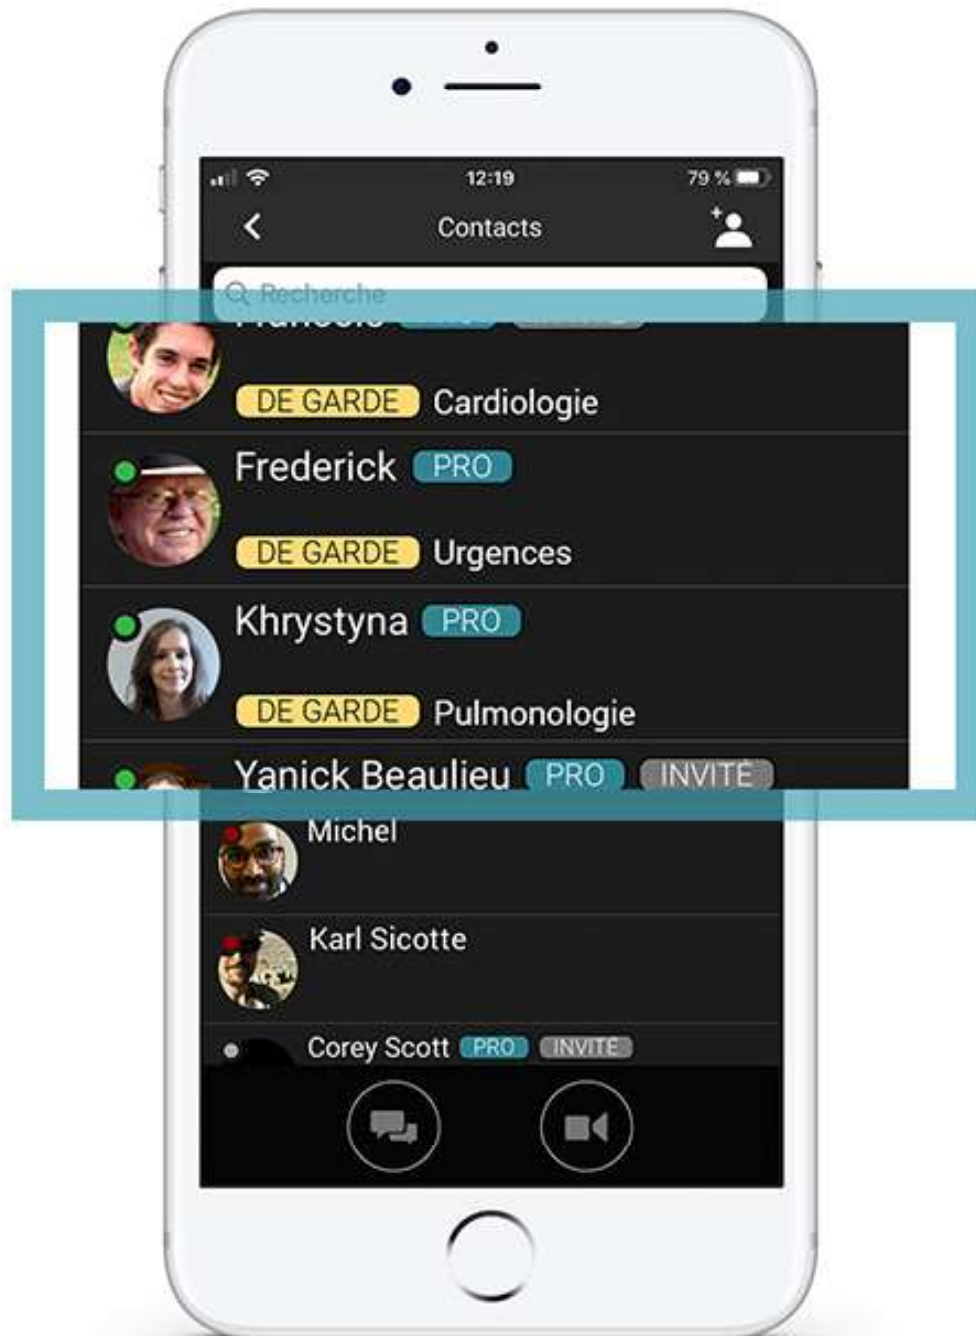 12:19
79 %
Contacts
Recherche
Francois
DE GARDE Cardiologie
Frederick PRO
DE GARDE Urgences
Khrystyna PRO
DE GARDE Pulmonologie
Yanick Beaulieu PRO INVITÉ
Michel
Karl Sicotte
Corey Scott PRO INVITÉ